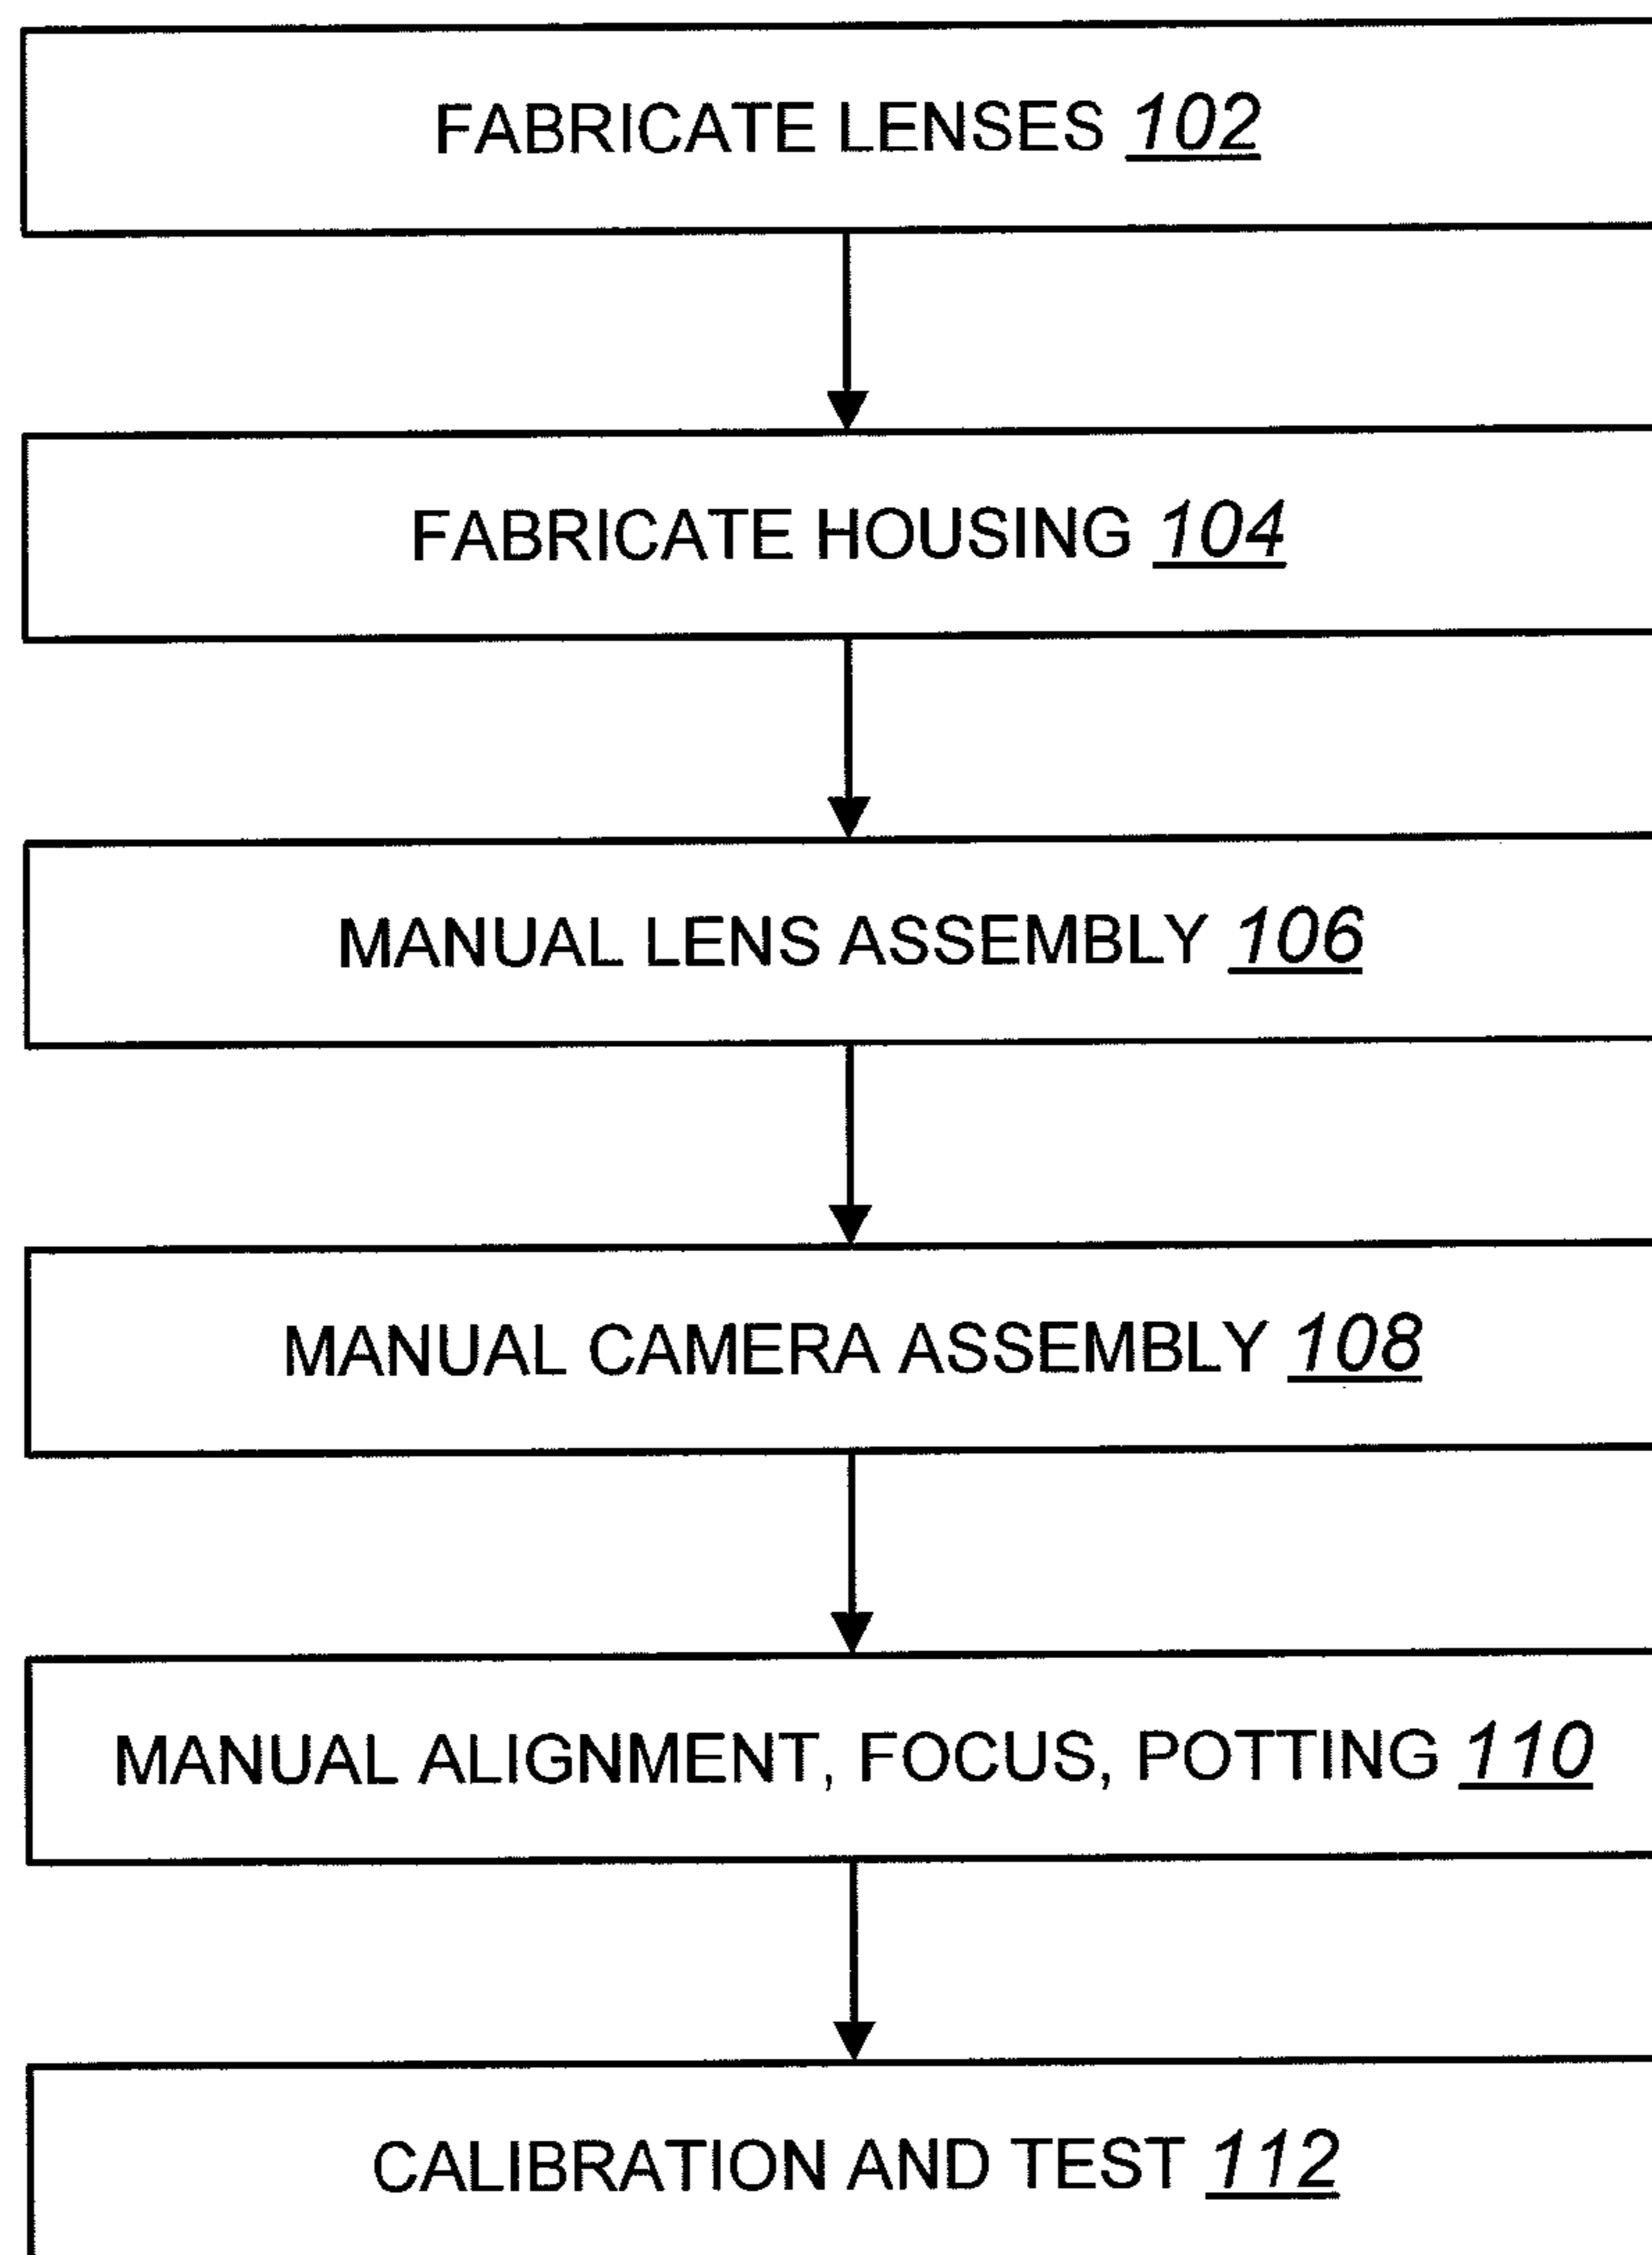 FABRICATE LENSES 102
FABRICATE HOUSING 104
MANUAL LENS ASSEMBLY 106
MANUAL CAMERA ASSEMBLY 108
MANUAL ALIGNMENT, FOCUS, POTTING 110
CALIBRATION AND TEST 112